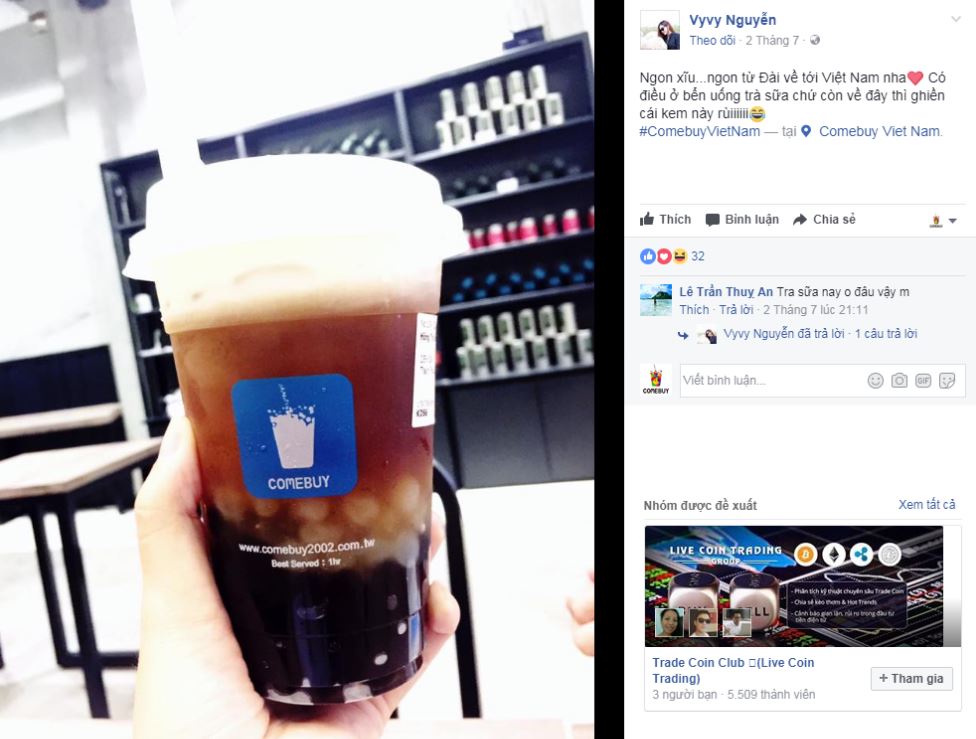 COMEBUY
www.comebuy2002.com.tw
Best Served : 1hr
Vyvy Nguyễn
Theo dõi · 2 Tháng 7 ·
Ngon xĩu...ngon từ Đài về tới Việt Nam nha❤ Có
điều ở bển uống trà sữa chứ còn về đây thì ghiền
cái kem này rùiiiiiii😂
#ComebuyVietNam — tại Comebuy Viet Nam.
Thích Bình luận Chia sẻ
32
Lê Trần Thuỵ An Tra sữa nay o đâu vậy m
Thích · Trả lời · 2 Tháng 7 lúc 21:11
Vyvy Nguyễn đã trả lời · 1 câu trả lời
COMEBUY
Viết bình luận...
GIF
Nhóm được đề xuất Xem tất cả
LIVE COIN TRADING
GROUP
- Phân tích kỹ thuật chuyên sâu Trade Coin
- Chia sẻ kèo thơm & Hot Trends
- Cảnh báo gian lận, rủi ro trong đầu tư
tiền điện tử
Trade Coin Club (Live Coin
Trading)
3 người bạn · 5.509 thành viên
+ Tham gia